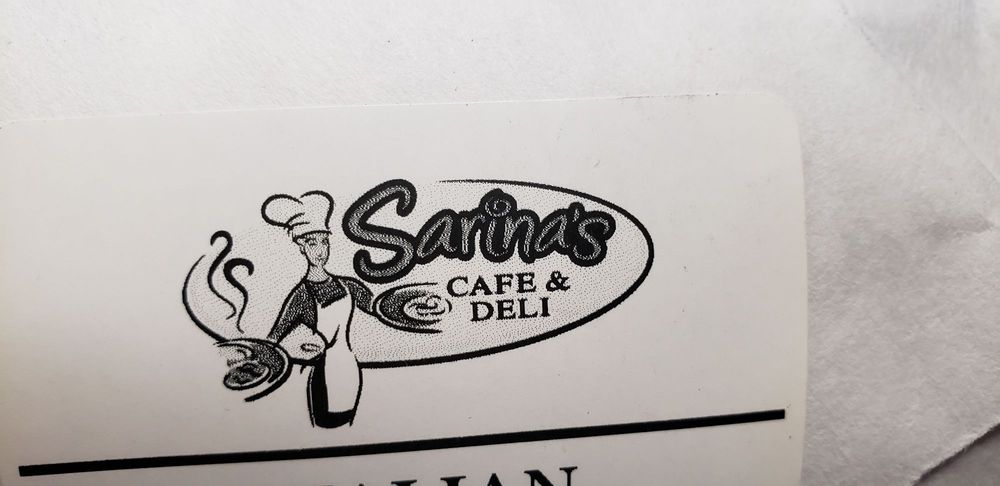 Sarina's
CAFE &
DELI